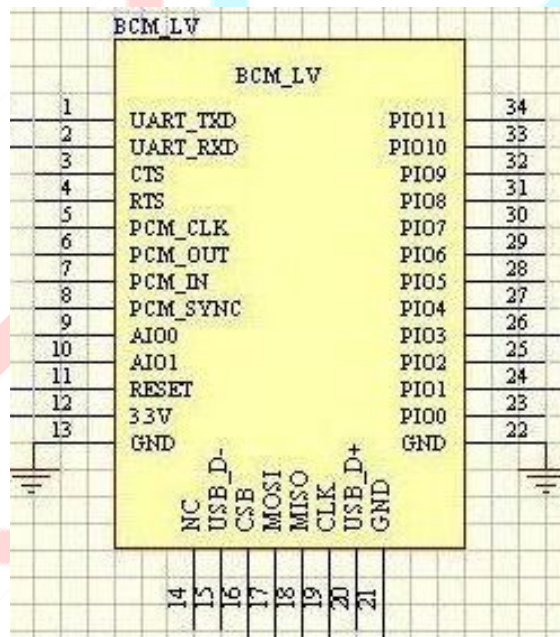 BCM_LV
BCM_LV
1 UART_TXD PIO11 34
2 UART_RXD PIO10 33
3 CTS PIO9 32
4 RTS PIO8 31
5 PCM_CLK PIO7 30
6 PCM_OUT PIO6 29
7 PCM_IN PIO5 28
8 PCM_SYNC PIO4 27
9 AIO0 PIO3 26
10 AIO1 PIO2 25
11 RESET PIO1 24
12 3.3V PIO0 23
13 GND GND 22
NC
USB_D-
CSB
MOSI
MISO
CLK
USB_D+
GND
14
15
16
17
18
19
20
21